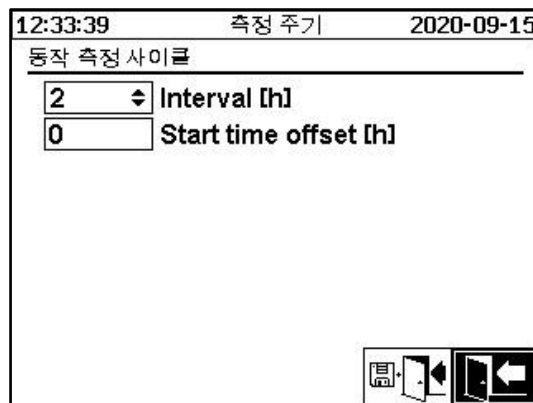 12:33:39 측정 주기 2020-09-15
동작 측정 사이클
2 Interval [h]
0 Start time offset [h]